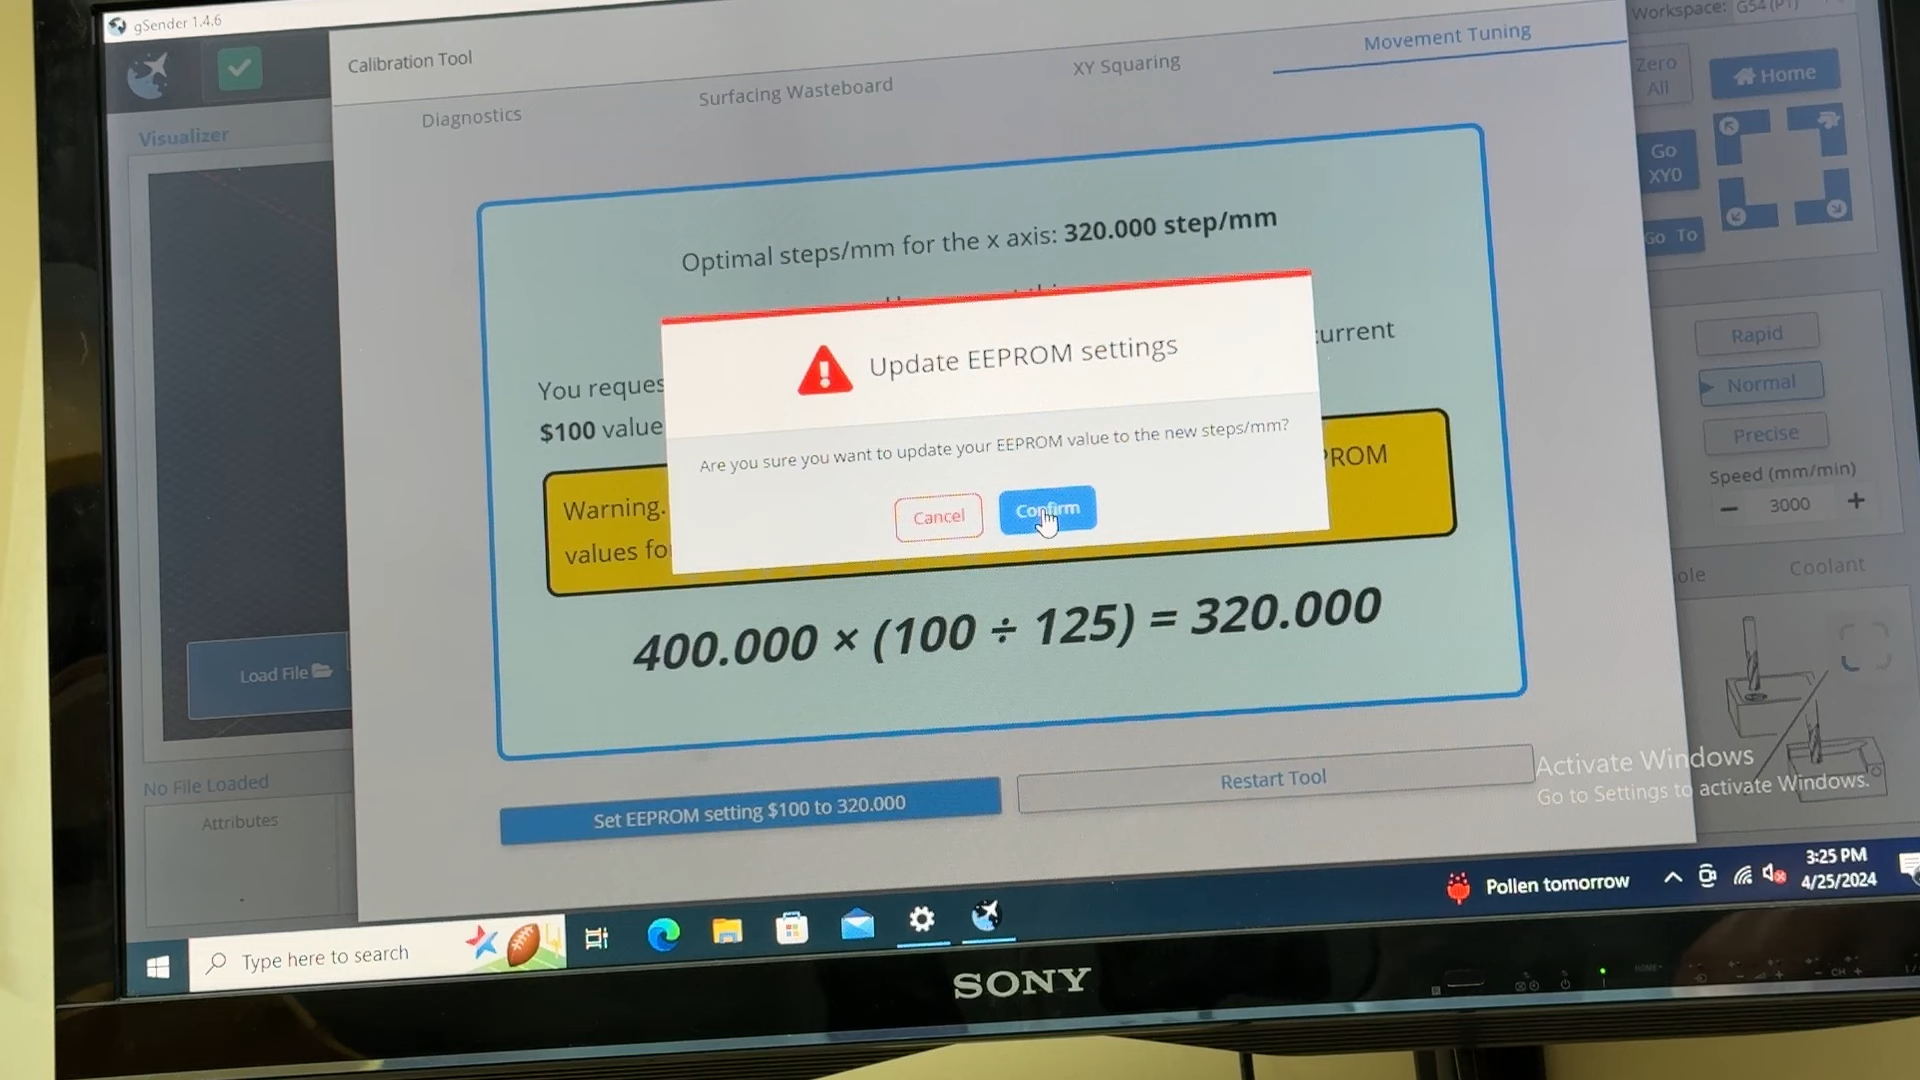 gSender 1.4.6
Workspace: G54 (P1)
Calibration Tool
Diagnostics
Surfacing Wasteboard
XY Squaring
Movement Tuning
Visualizer
Zero
All
Home
Go
XY0
Go To
Optimal steps/mm for the x axis: 320.000 step/mm
current
You reques
$100 value
Update EEPROM settings
Are you sure you want to update your EEPROM value to the new steps/mm?
Cancel
Confirm
Warning.
PROM
values fo
400.000 × (100 ÷ 125) = 320.000
Rapid
Normal
Precise
Speed (mm/min)
− 3000 +
Coolant
Load File
No File Loaded
Attributes
Set EEPROM setting $100 to 320.000
Restart Tool
Activate Windows
Go to Settings to activate Windows.
Type here to search
Pollen tomorrow
3:25 PM
4/25/2024
SONY
HOME
CH